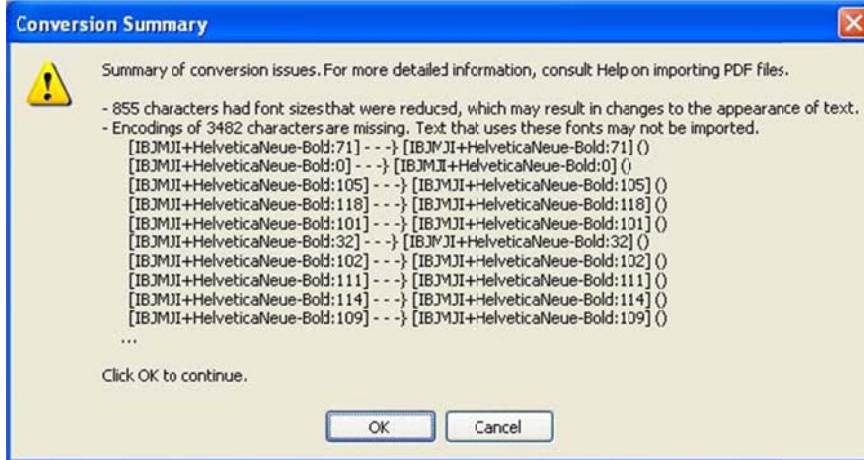 Conversion Summary
Summary of conversion issues. For more detailed information, consult Help on importing PDF files.
- 855 characters had font sizes that were reduced, which may result in changes to the appearance of text.
- Encodings of 3482 characters are missing. Text that uses these fonts may not be imported.
[IBJMJI+HelveticaNeue-Bold:71] - - -} [IBJMJI+HelveticaNeue-Bold:71] ()
[IBJMJI+HelveticaNeue-Bold:0] - - -} [IBJMJI+HelveticaNeue-Bold:0] ()
[IBJMJI+HelveticaNeue-Bold:105] - - -} [IBJMJI+HelveticaNeue-Bold:105] ()
[IBJMJI+HelveticaNeue-Bold:118] - - -} [IBJMJI+HelveticaNeue-Bold:118] ()
[IBJMJI+HelveticaNeue-Bold:101] - - -} [IBJMJI+HelveticaNeue-Bold:101] ()
[IBJMJI+HelveticaNeue-Bold:32] - - -} [IBJMJI+HelveticaNeue-Bold:32] ()
[IBJMJI+HelveticaNeue-Bold:102] - - -} [IBJMJI+HelveticaNeue-Bold:102] ()
[IBJMJI+HelveticaNeue-Bold:111] - - -} [IBJMJI+HelveticaNeue-Bold:111] ()
[IBJMJI+HelveticaNeue-Bold:114] - - -} [IBJMJI+HelveticaNeue-Bold:114] ()
[IBJMJI+HelveticaNeue-Bold:109] - - -} [IBJMJI+HelveticaNeue-Bold:109] ()
...
Click OK to continue.
OK Cancel